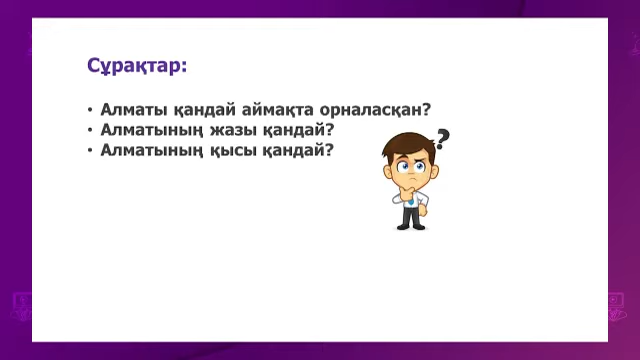 Сұрақтар:
• Алматы қандай аймақта орналасқан?
• Алматының жазы қандай?
• Алматының қысы қандай?
?